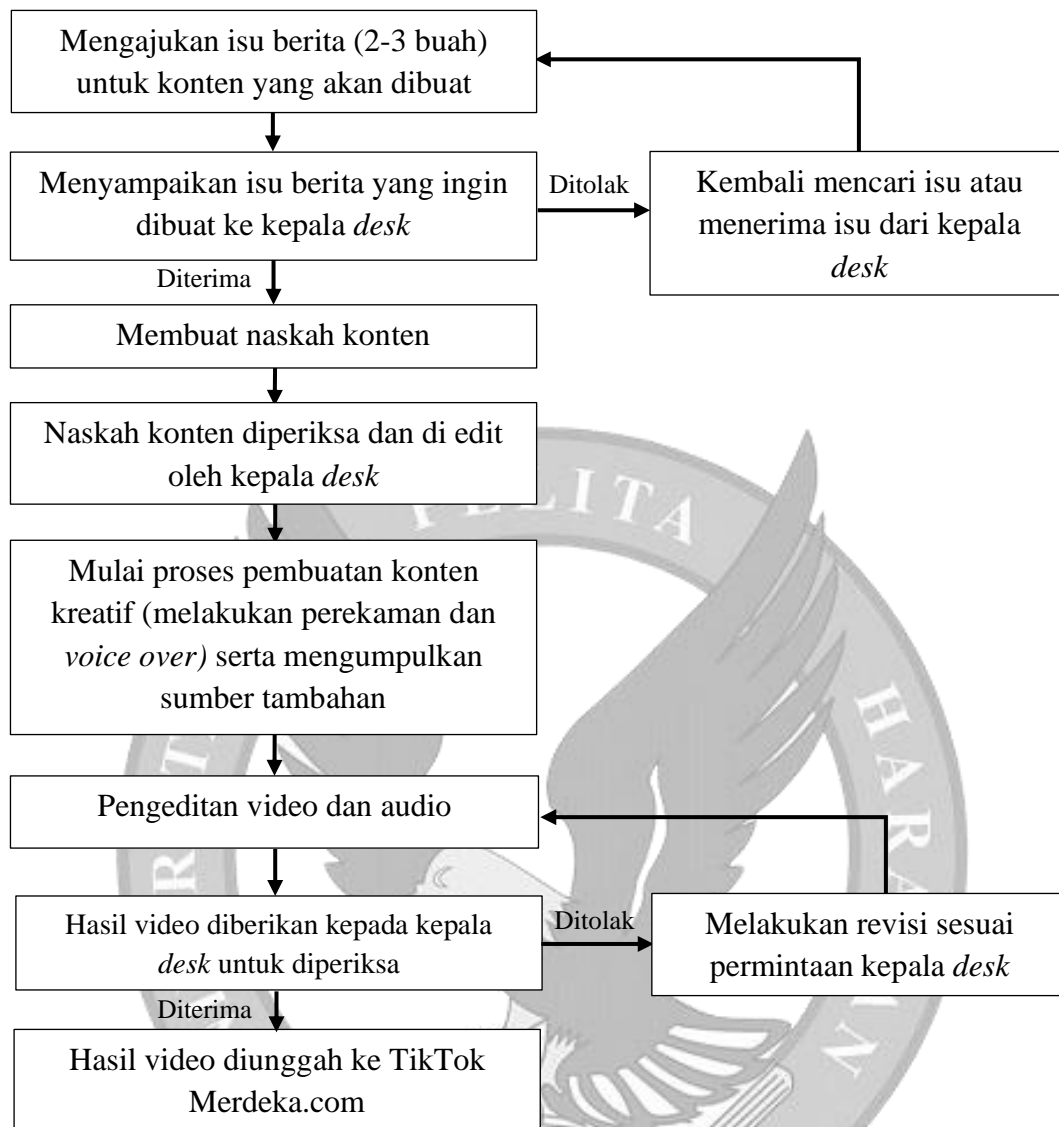 Mengajukan isu berita (2-3 buah)
untuk konten yang akan dibuat
Menyampaikan isu berita yang ingin
dibuat ke kepala desk
Ditolak
Kembali mencari isu atau
menerima isu dari kepala
desk
Diterima
Membuat naskah konten
Naskah konten diperiksa dan di edit
oleh kepala desk
Mulai proses pembuatan konten
kreatif (melakukan perekaman dan
voice over) serta mengumpulkan
sumber tambahan
Pengeditan video dan audio
Hasil video diberikan kepada kepala
desk untuk diperiksa
Ditolak
Melakukan revisi sesuai
permintaan kepala desk
Diterima
Hasil video diunggah ke TikTok
Merdeka.com
PELITA
HARAPAN